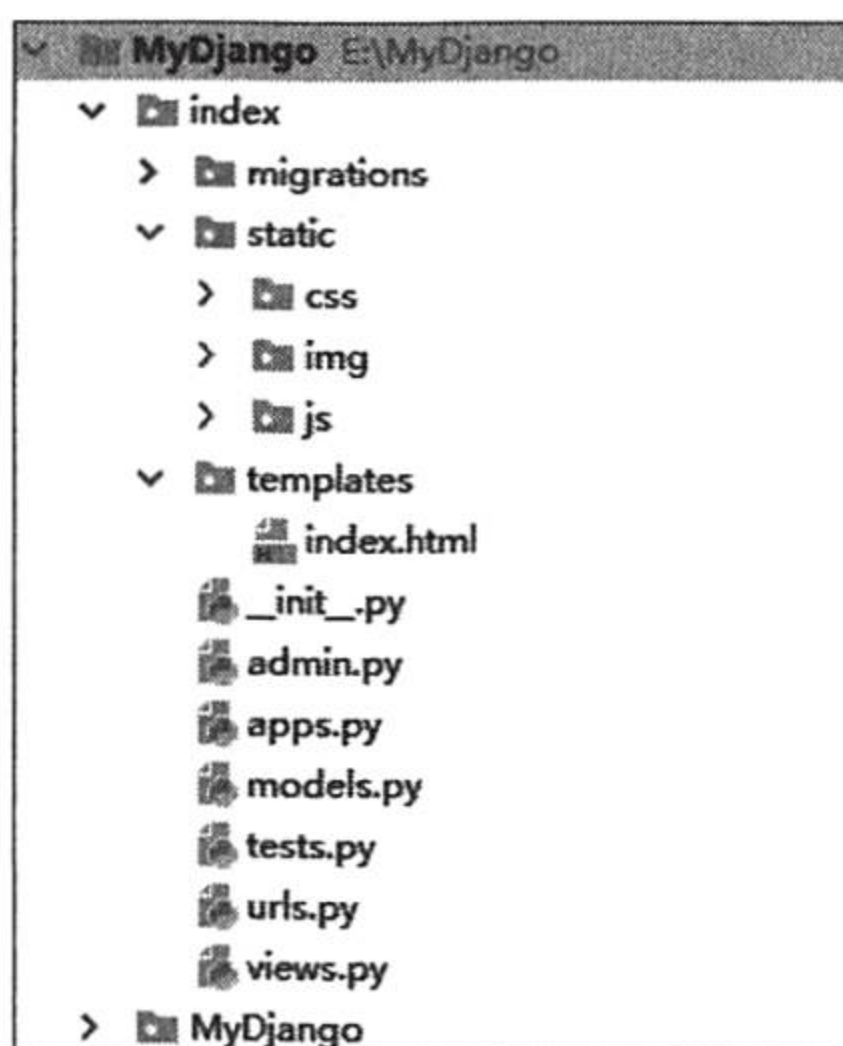 MyDjango E:\MyDjango
index
migrations
static
css
img
js
templates
index.html
__init__.py
admin.py
apps.py
models.py
tests.py
urls.py
views.py
MyDjango